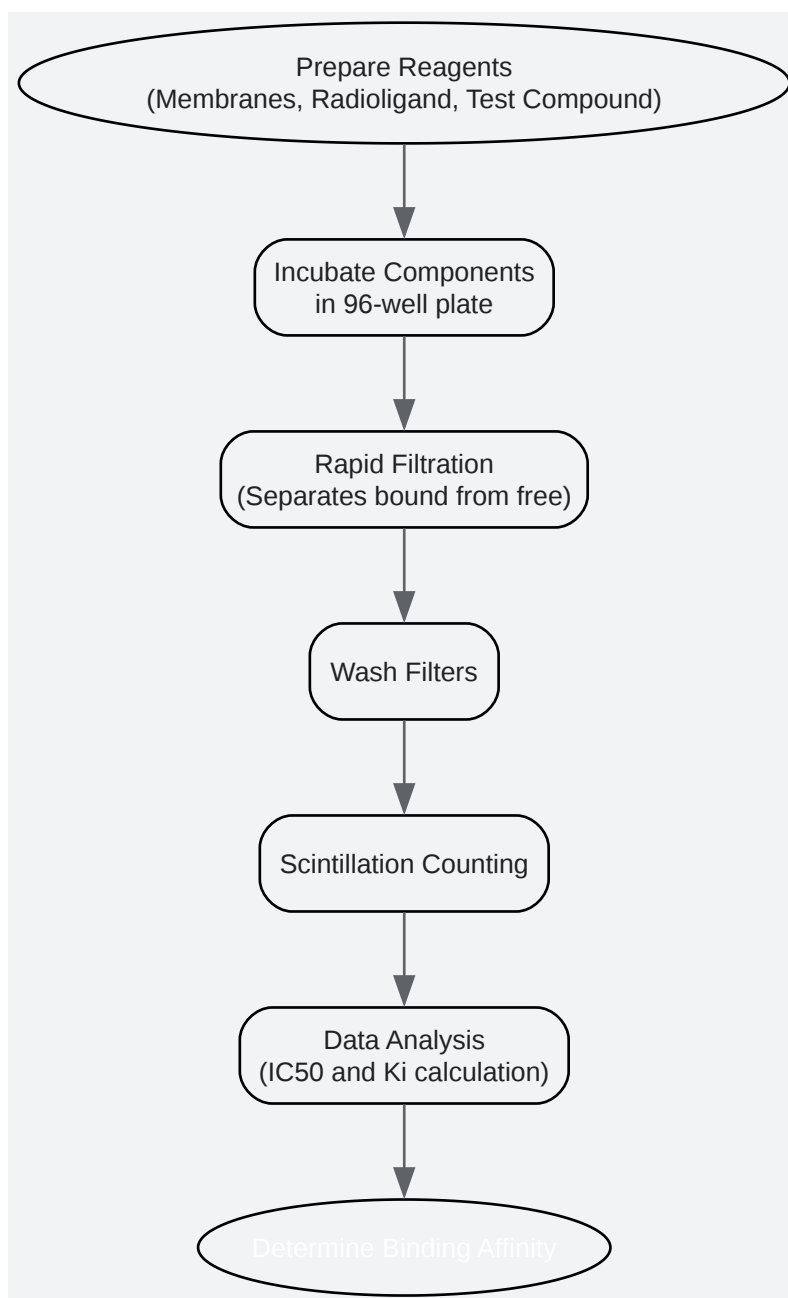 Prepare Reagents
(Membranes, Radioligand, Test Compound)
Incubate Components
in 96-well plate
Rapid Filtration
(Separates bound from free)
Wash Filters
Scintillation Counting
Data Analysis
(IC50 and Ki calculation)
Determine Binding Affinity